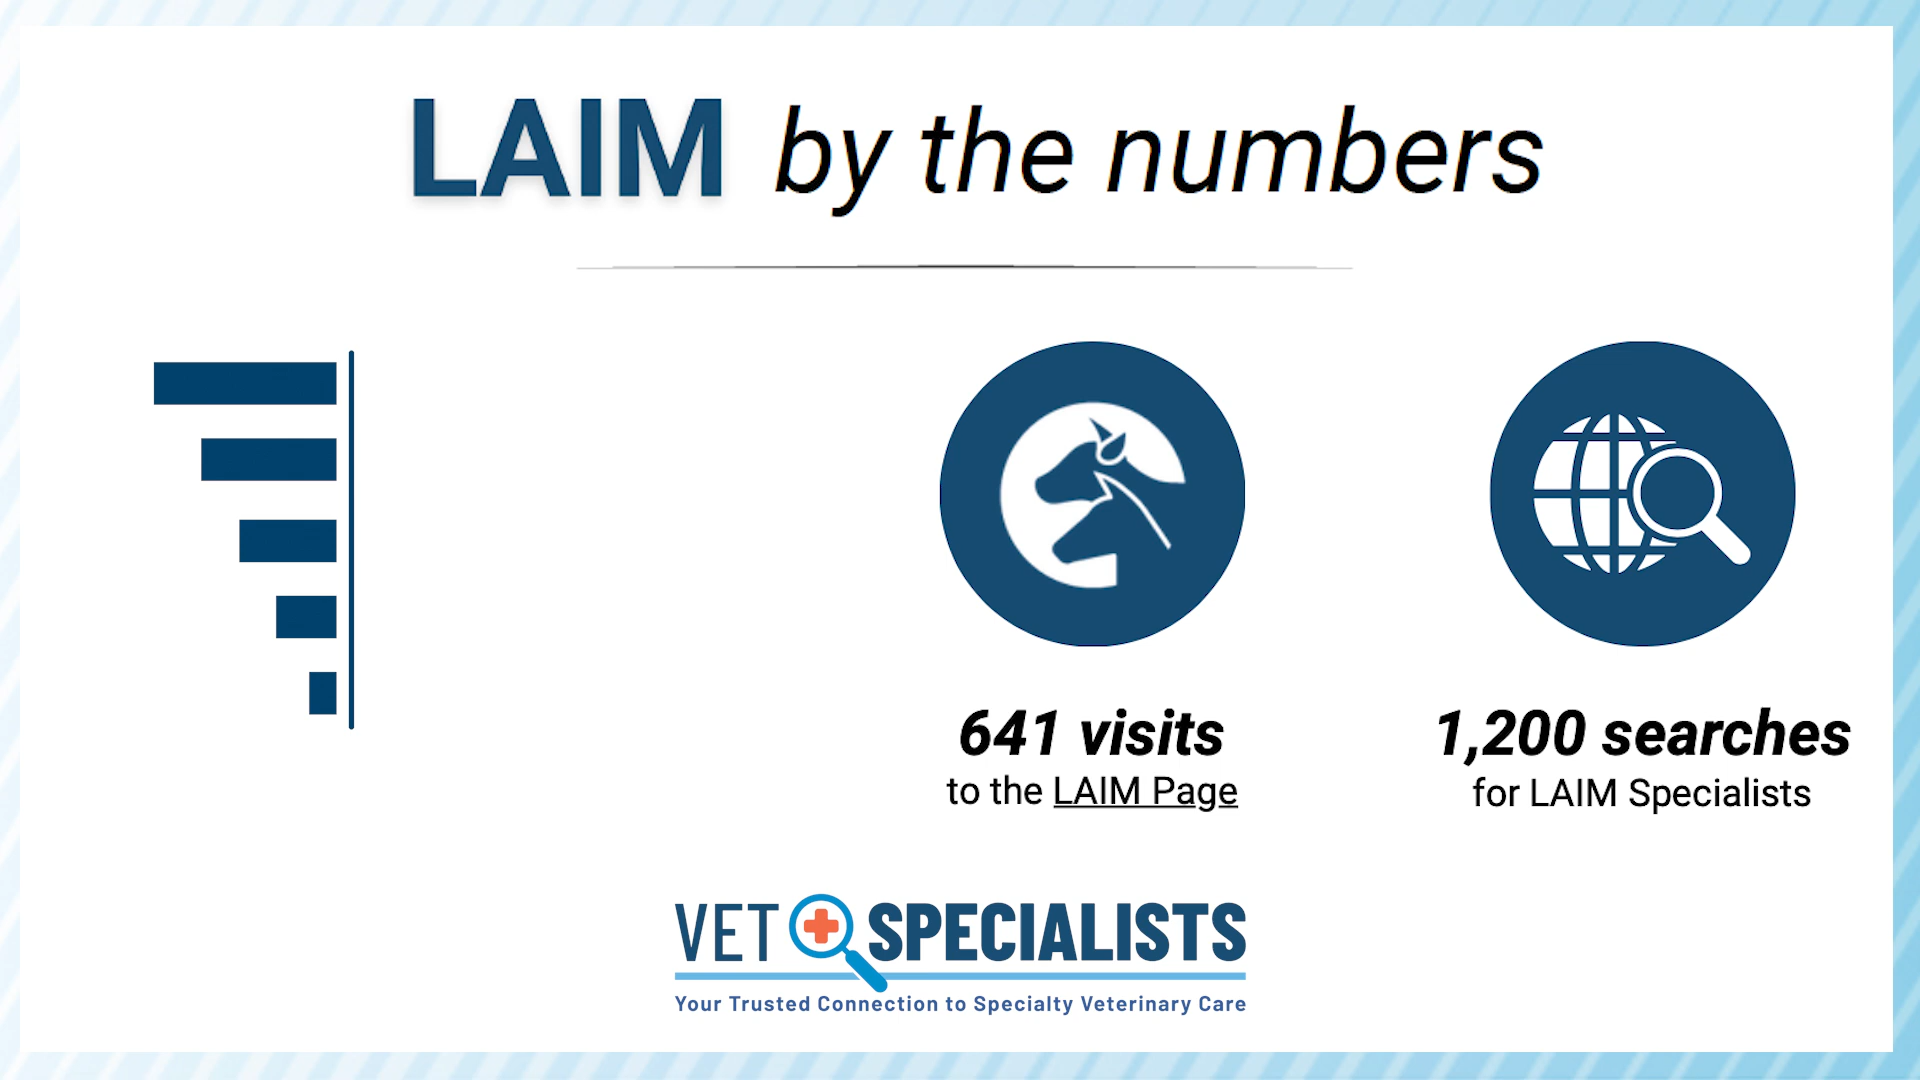 LAIM by the numbers
641 visits
to the LAIM Page
1,200 searches
for LAIM Specialists
VET SPECIALISTS
Your Trusted Connection to Specialty Veterinary Care